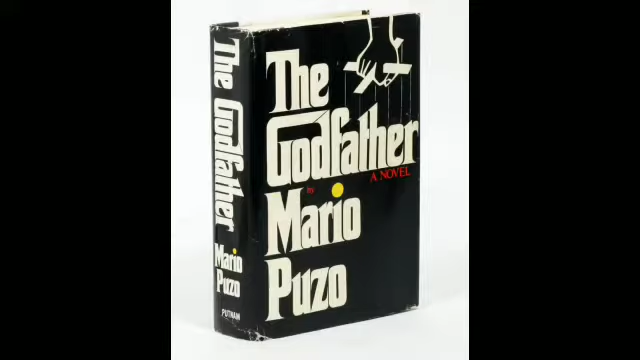 The
Godfather
A NOVEL
by
Mario
Puzo
The Godfather
Mario
Puzo
PUTNAM